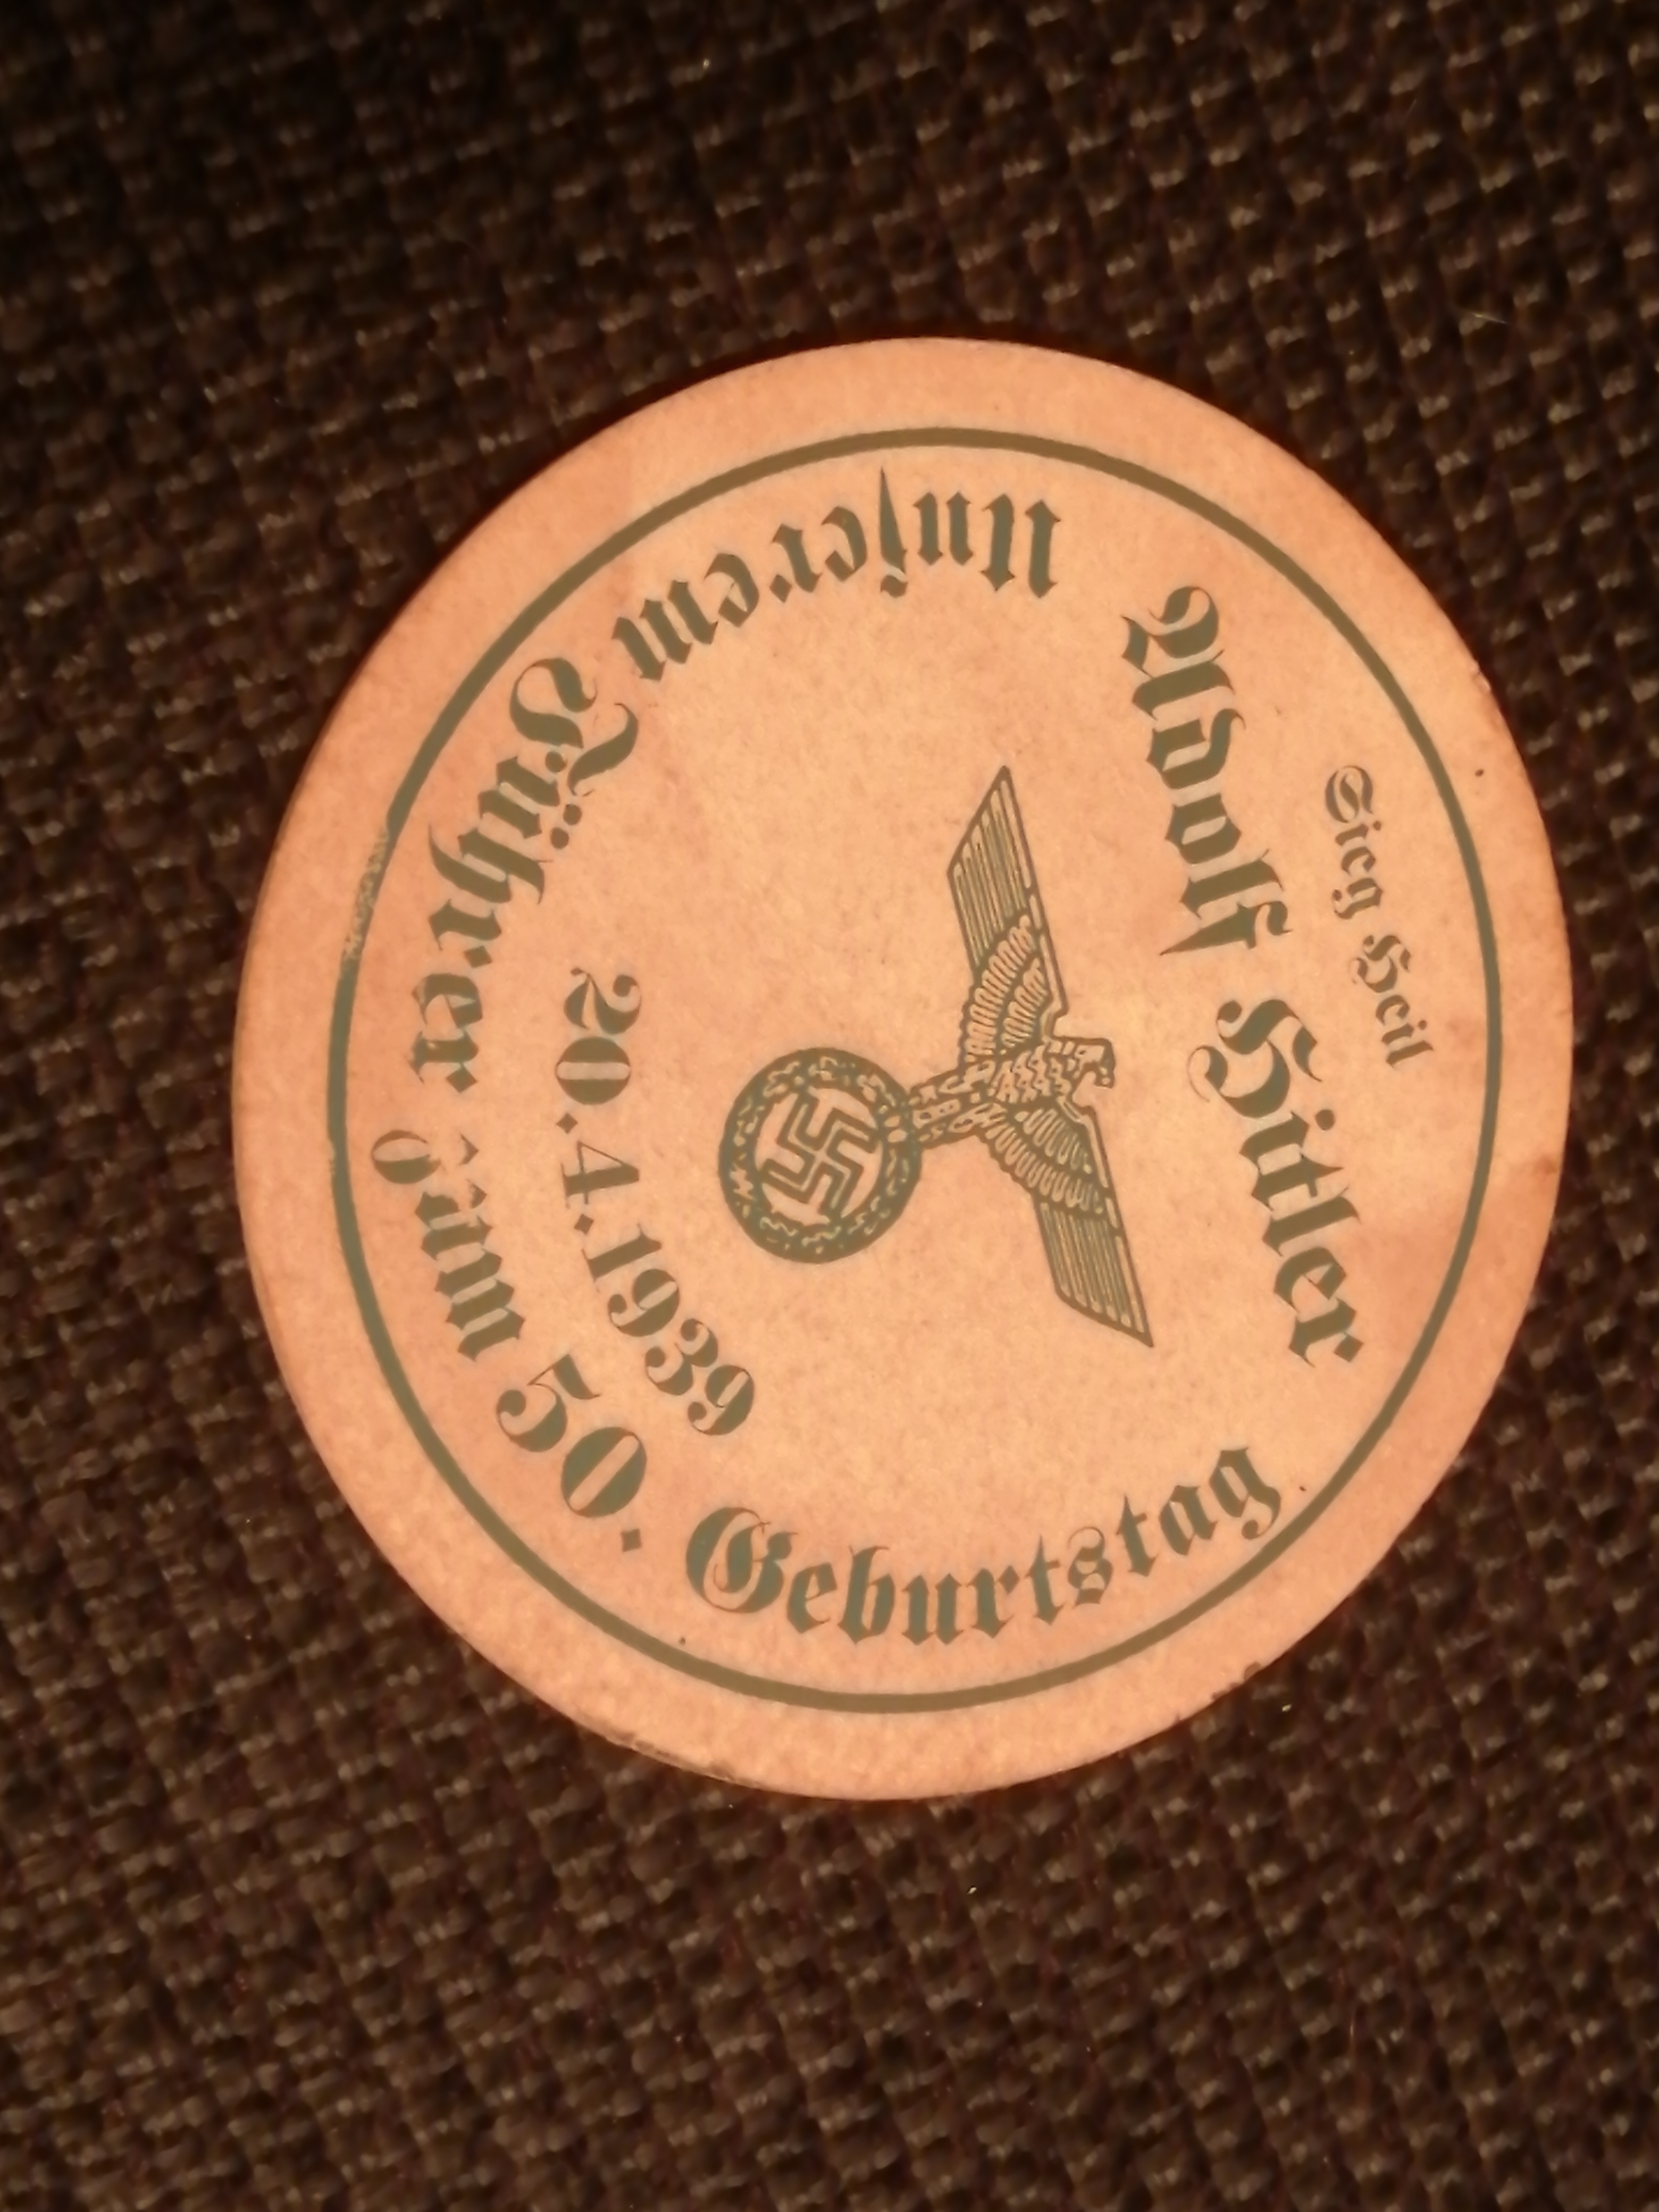 Sieg Heil
Adolf Hitler
20.4.1939
Unserem Führer zum 50. Geburtstag